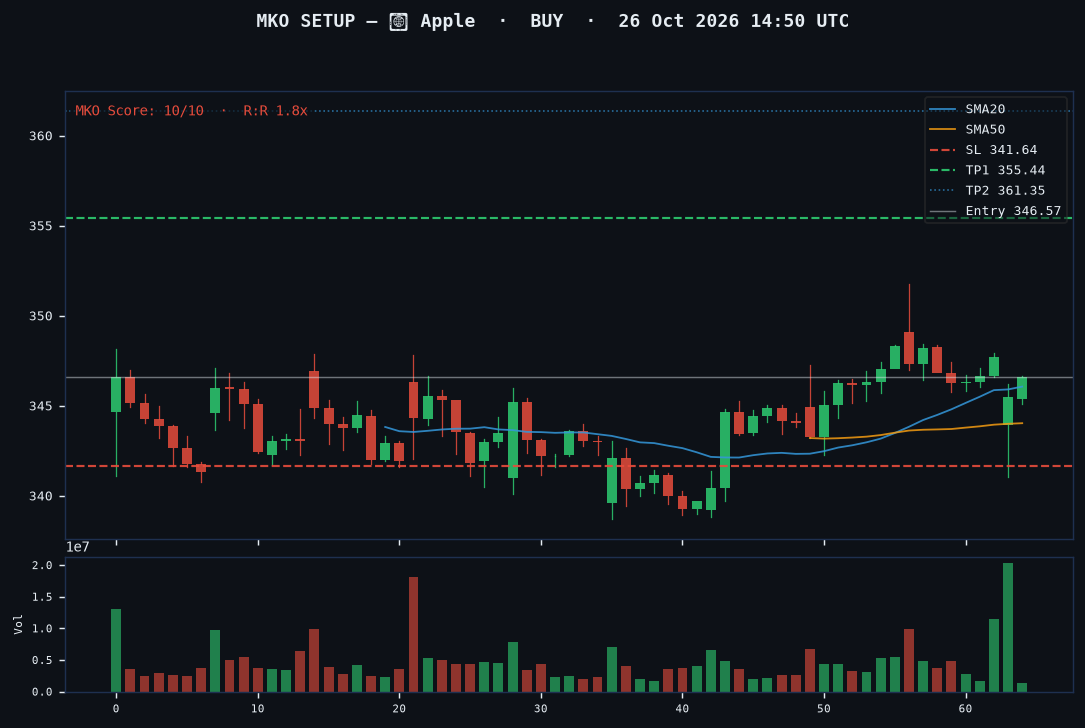 MKO SETUP — 🌐 Apple · BUY · 26 Oct 2026 14:50 UTC
MKO Score: 10/10 · R:R 1.8x
SMA20
SMA50
SL 341.64
TP1 355.44
TP2 361.35
Entry 346.57
360
355
350
345
340
1e7
2.0
1.5
1.0
0.5
0.0
Vol
0 10 20 30 40 50 60